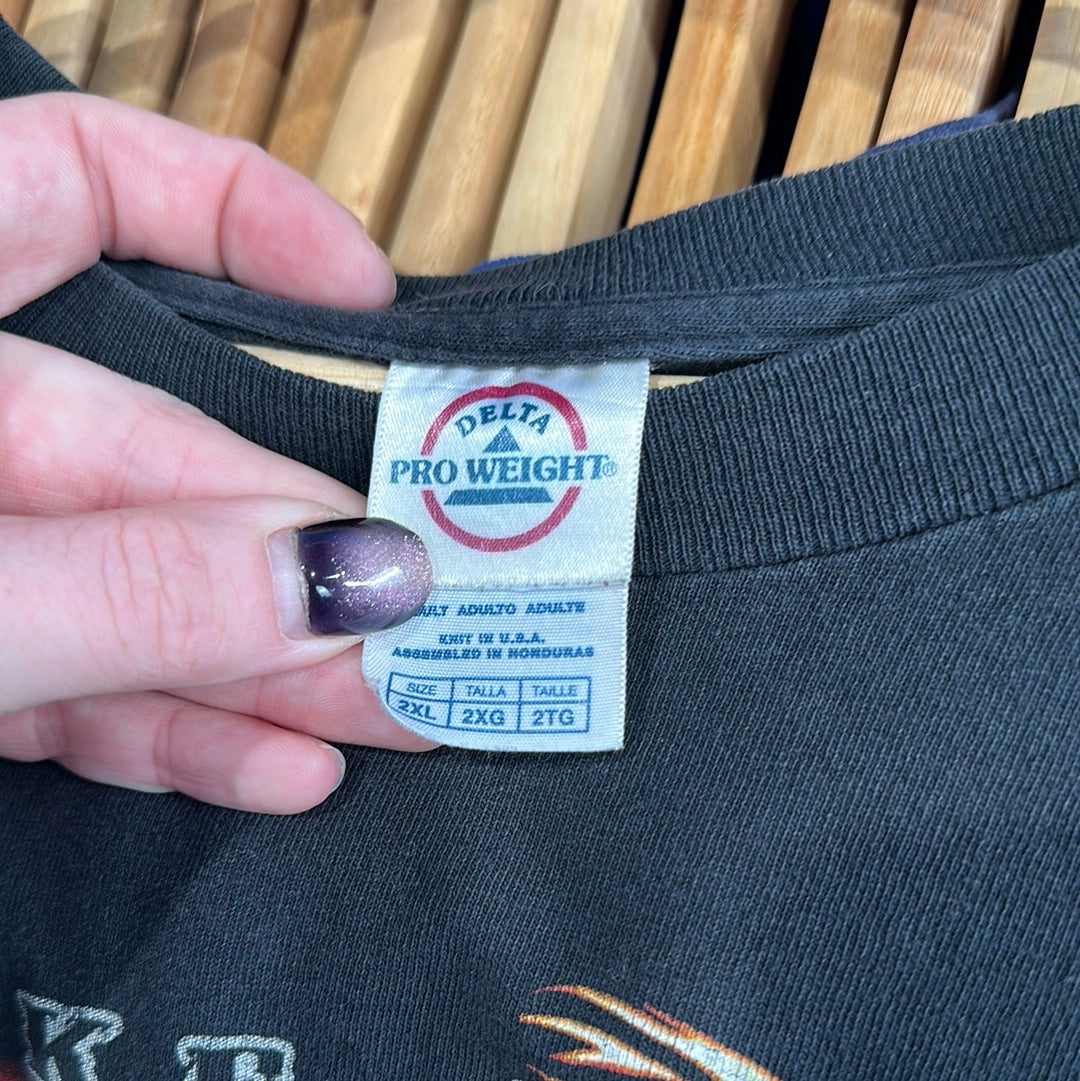 DELTA
PRO WEIGHT®
ADULTO ADULTE
KNIT IN U.S.A.
ASSEMBLED IN HONDURAS
SIZE TALLA TAILLE
2XL 2XG 2TG
K